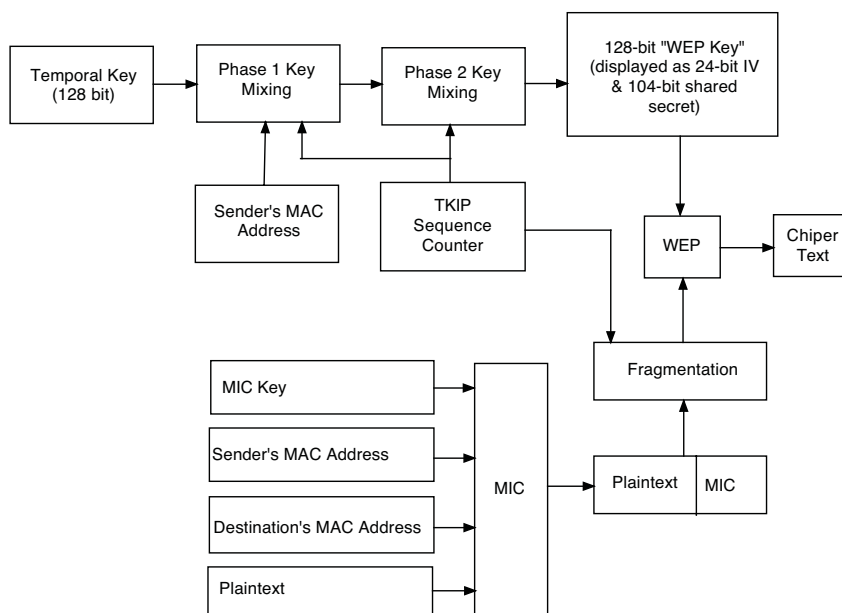 Temporal Key
(128 bit)
Phase 1 Key
Mixing
Phase 2 Key
Mixing
128-bit "WEP Key"
(displayed as 24-bit IV
& 104-bit shared
secret)
Sender's MAC
Address
TKIP
Sequence
Counter
WEP
Chiper
Text
Fragmentation
MIC Key
Sender's MAC Address
Destination's MAC Address
Plaintext
MIC
Plaintext
MIC